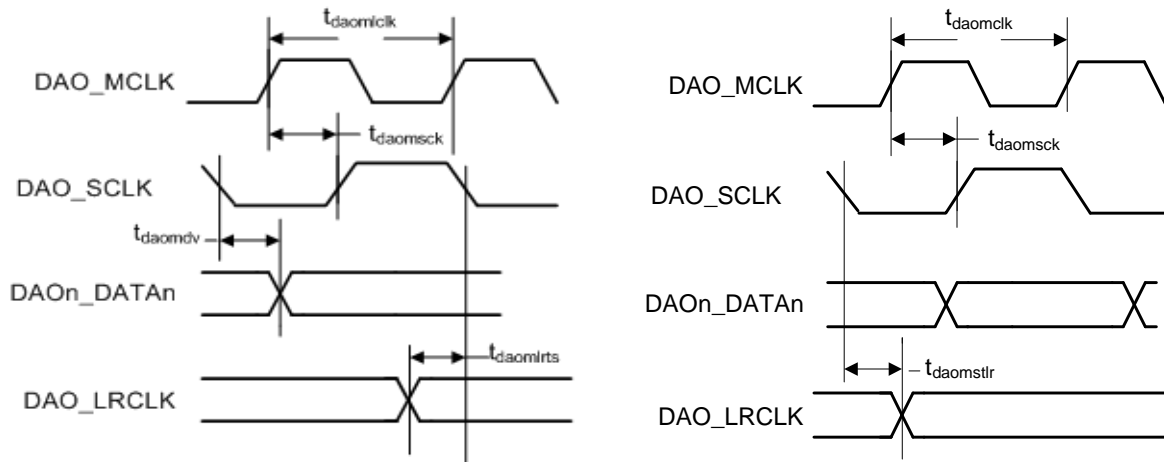 t_daomclk
DAO_MCLK
t_daomsck
DAO_SCLK
t_daomdv
DAOn_DATAn
t_daomlrts
DAO_LRCLK
t_daomclk
DAO_MCLK
t_daomsck
DAO_SCLK
DAOn_DATAn
t_daomstlr
DAO_LRCLK